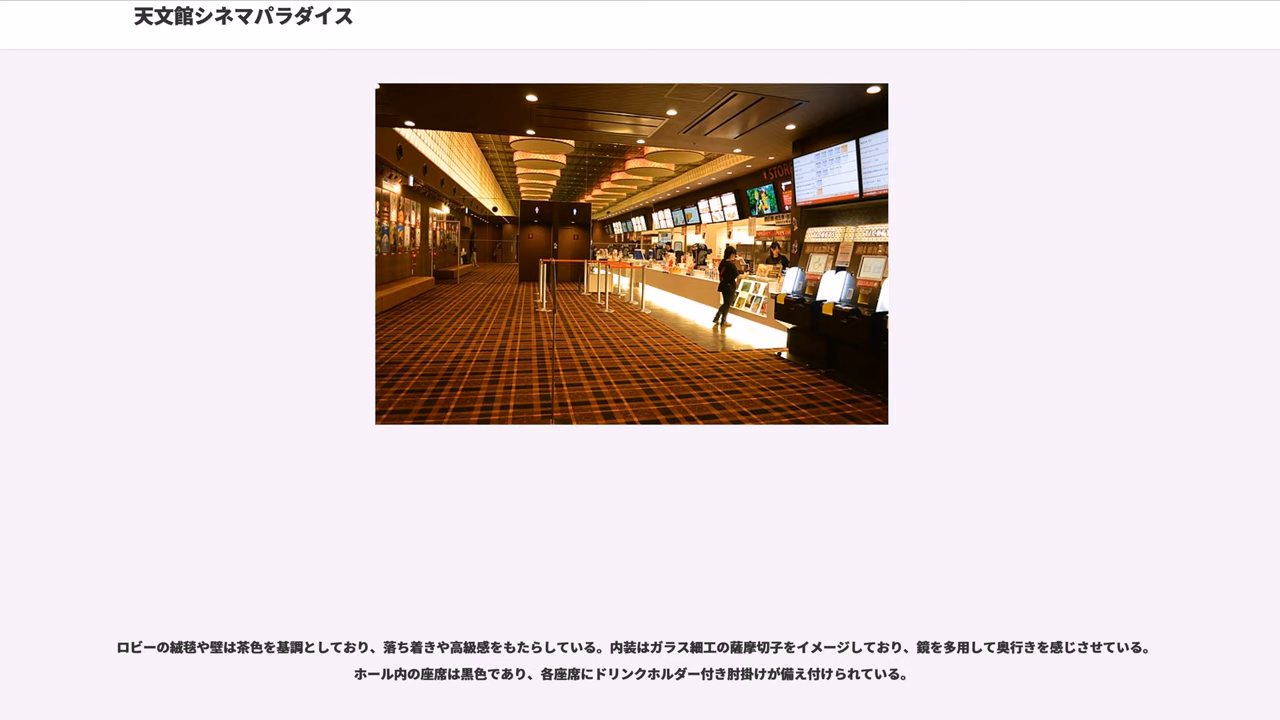 天文館シネマパラダイス
ロビーの絨毯や壁は茶色を基調としており、落ち着きや高級感をもたらしている。内装はガラス細工の薩摩切子をイメージしており、鏡を多用して奥行きを感じさせている。
ホール内の座席は黒色であり、各座席にドリンクホルダー付き肘掛けが備え付けられている。